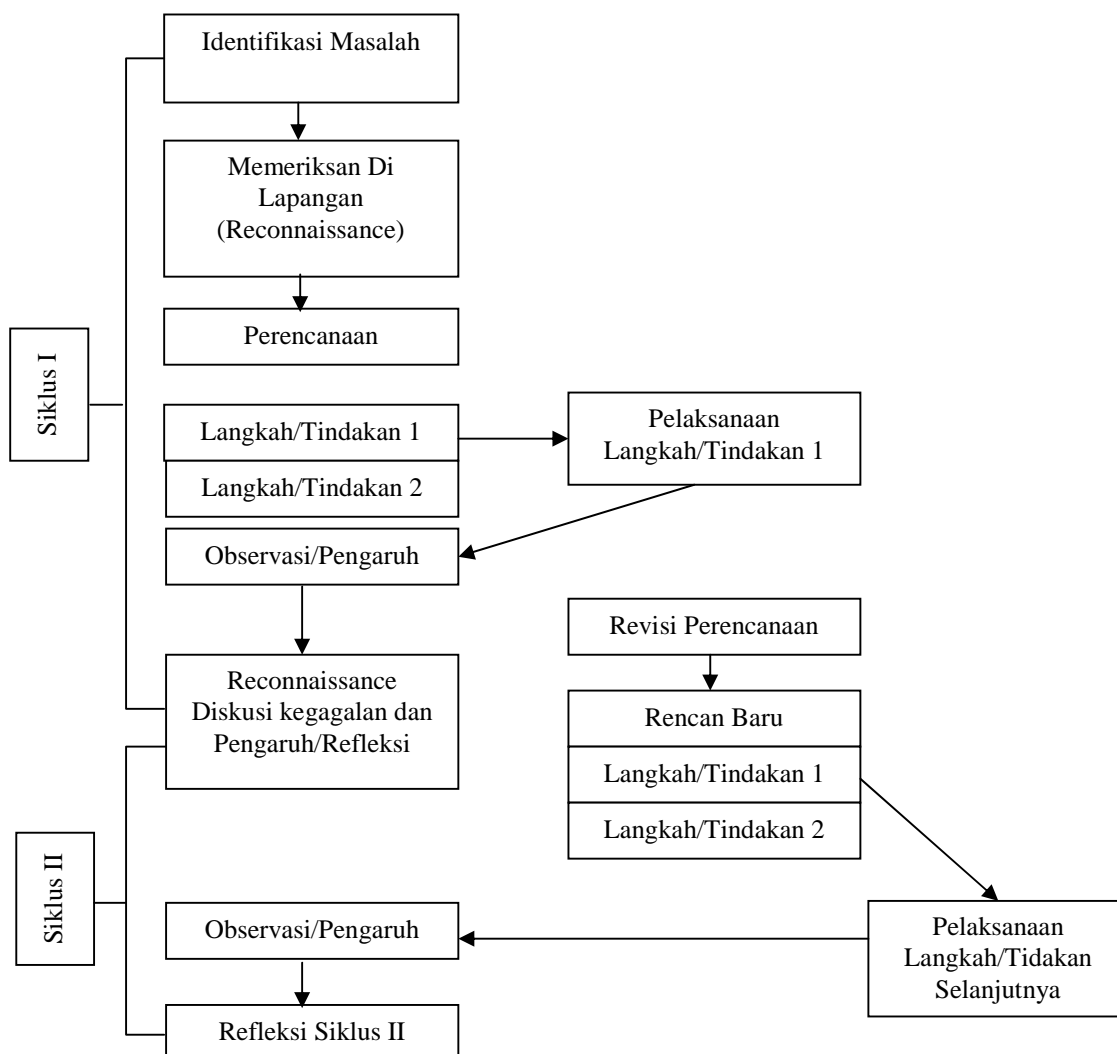 Identifikasi Masalah
Memeriksan Di
Lapangan
(Reconnaissance)
Perencanaan
Siklus I
Langkah/Tindakan 1
Langkah/Tindakan 2
Pelaksanaan
Langkah/Tindakan 1
Observasi/Pengaruh
Reconnaissance
Diskusi kegagalan dan
Pengaruh/Refleksi
Revisi Perencanaan
Rencan Baru
Langkah/Tindakan 1
Langkah/Tindakan 2
Siklus II
Pelaksanaan
Langkah/Tidakan
Selanjutnya
Observasi/Pengaruh
Refleksi Siklus II